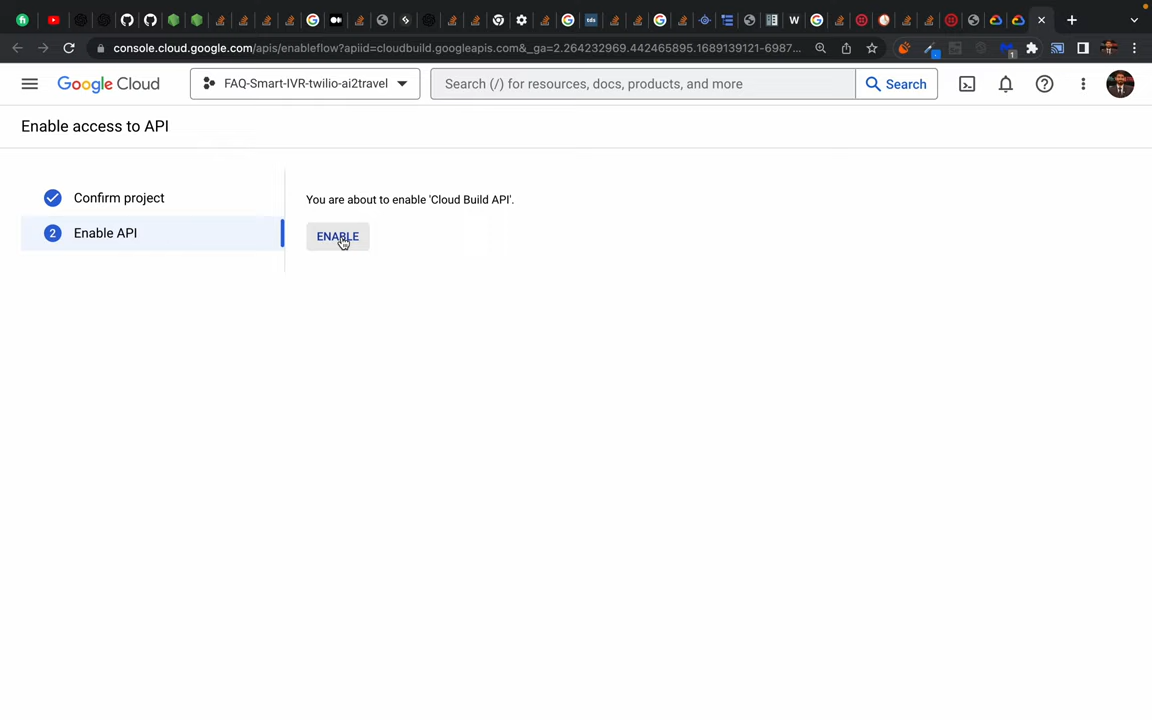 tds
W
console.cloud.google.com/apis/enableflow?apiid=cloudbuild.googleapis.com&_ga=2.264232969.442465895.1689139121-6987...
1
Google Cloud
FAQ-Smart-IVR-twilio-ai2travel
Search (/) for resources, docs, products, and more
Search
Enable access to API
Confirm project
You are about to enable 'Cloud Build API'.
2
Enable API
ENABLE